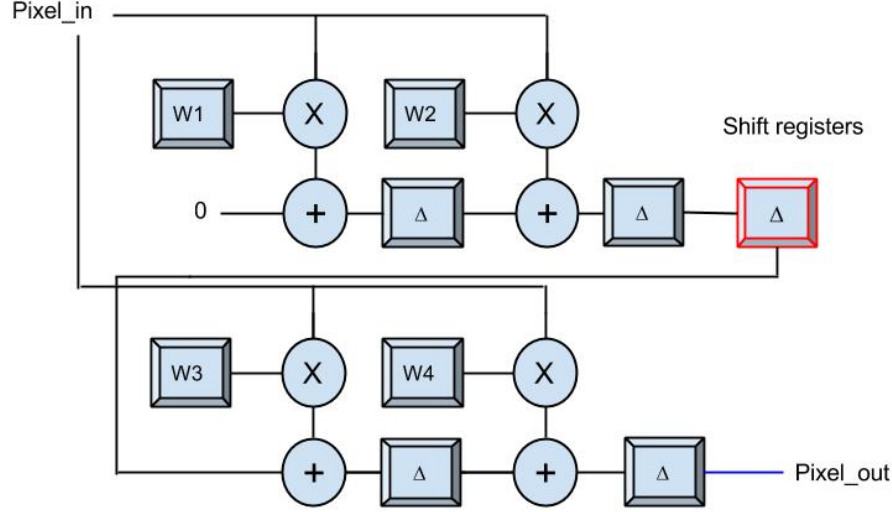 Pixel_in
W1
X
W2
X
Shift registers
0
+
Δ
+
Δ
Δ
W3
X
W4
X
+
Δ
+
Δ
Pixel_out